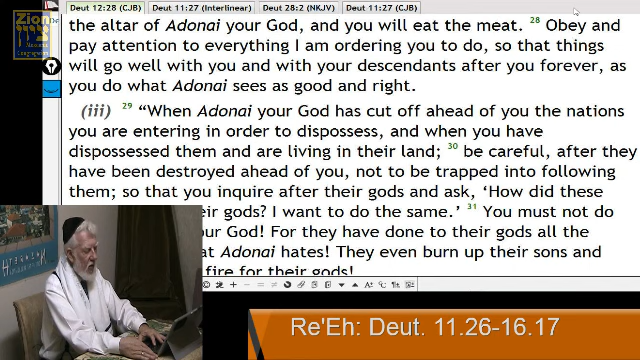 Zion
Messianic
Congregation
Deut 12:28 (CJB) Deut 11:27 (Interlinear) Deut 28:2 (NKJV) Deut 11:27 (CJB)
the altar of Adonai your God, and you will eat the meat. 28 Obey and
pay attention to everything I am ordering you to do, so that things
will go well with you and with your descendants after you forever, as
you do what Adonai sees as good and right.
(iii) 29 “When Adonai your God has cut off ahead of you the nations
you are entering in order to dispossess, and when you have
dispossessed them and are living in their land; 30 be careful, after they
have been destroyed ahead of you, not to be trapped into following
them; so that you inquire after their gods and ask, ‘How did these
eir gods? I want to do the same.’ 31 You must not do
ur God! For they have done to their gods all the
at Adonai hates! They even burn up their sons and
fire for their gods!
Re'Eh: Deut. 11.26-16.17